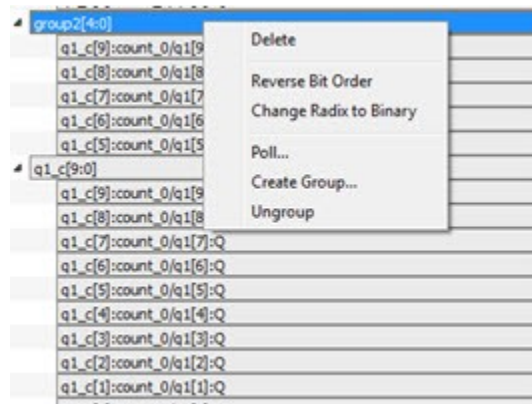 group2[4:0]
q1_c[9]:count_0/q1[9
q1_c[8]:count_0/q1[8
q1_c[7]:count_0/q1[7
q1_c[6]:count_0/q1[6
q1_c[5]:count_0/q1[5
q1_c[9:0]
q1_c[9]:count_0/q1[9
q1_c[8]:count_0/q1[8
q1_c[7]:count_0/q1[7]:Q
q1_c[6]:count_0/q1[6]:Q
q1_c[5]:count_0/q1[5]:Q
q1_c[4]:count_0/q1[4]:Q
q1_c[3]:count_0/q1[3]:Q
q1_c[2]:count_0/q1[2]:Q
q1_c[1]:count_0/q1[1]:Q
Delete
Reverse Bit Order
Change Radix to Binary
Poll...
Create Group...
Ungroup